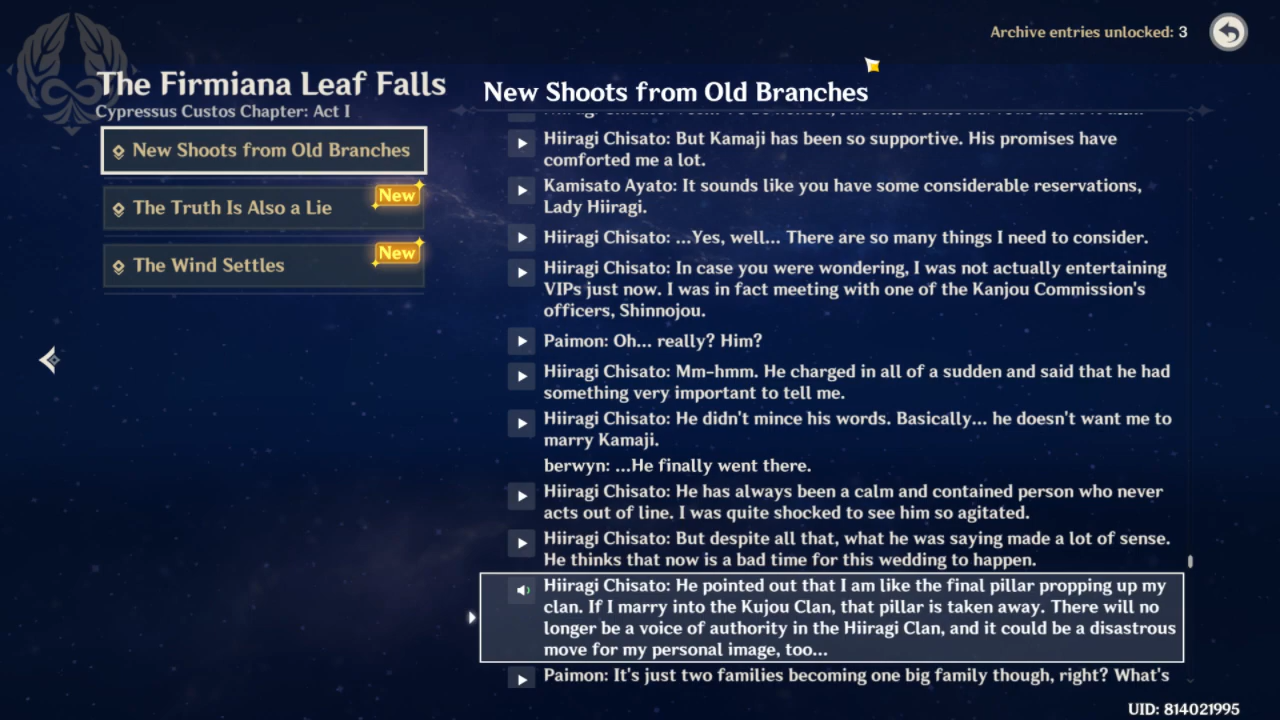 Archive entries unlocked: 3
The Firmiana Leaf Falls
Cypressus Custos Chapter: Act I
New Shoots from Old Branches
New
The Truth Is Also a Lie
New
The Wind Settles
New Shoots from Old Branches
Hiiragi Chisato: But Kamaji has been so supportive. His promises have
comforted me a lot.
Kamisato Ayato: It sounds like you have some considerable reservations,
Lady Hiiragi.
Hiiragi Chisato: ...Yes, well... There are so many things I need to consider.
Hiiragi Chisato: In case you were wondering, I was not actually entertaining
VIPs just now. I was in fact meeting with one of the Kanjou Commission's
officers, Shinnojou.
Paimon: Oh... really? Him?
Hiiragi Chisato: Mm-hmm. He charged in all of a sudden and said that he had
something very important to tell me.
Hiiragi Chisato: He didn't mince his words. Basically... he doesn't want me to
marry Kamaji.
berwyn: ...He finally went there.
Hiiragi Chisato: He has always been a calm and contained person who never
acts out of line. I was quite shocked to see him so agitated.
Hiiragi Chisato: But despite all that, what he was saying made a lot of sense.
He thinks that now is a bad time for this wedding to happen.
Hiiragi Chisato: He pointed out that I am like the final pillar propping up my
clan. If I marry into the Kujou Clan, that pillar is taken away. There will no
longer be a voice of authority in the Hiiragi Clan, and it could be a disastrous
move for my personal image, too...
Paimon: It's just two families becoming one big family though, right? What's
UID: 814021995